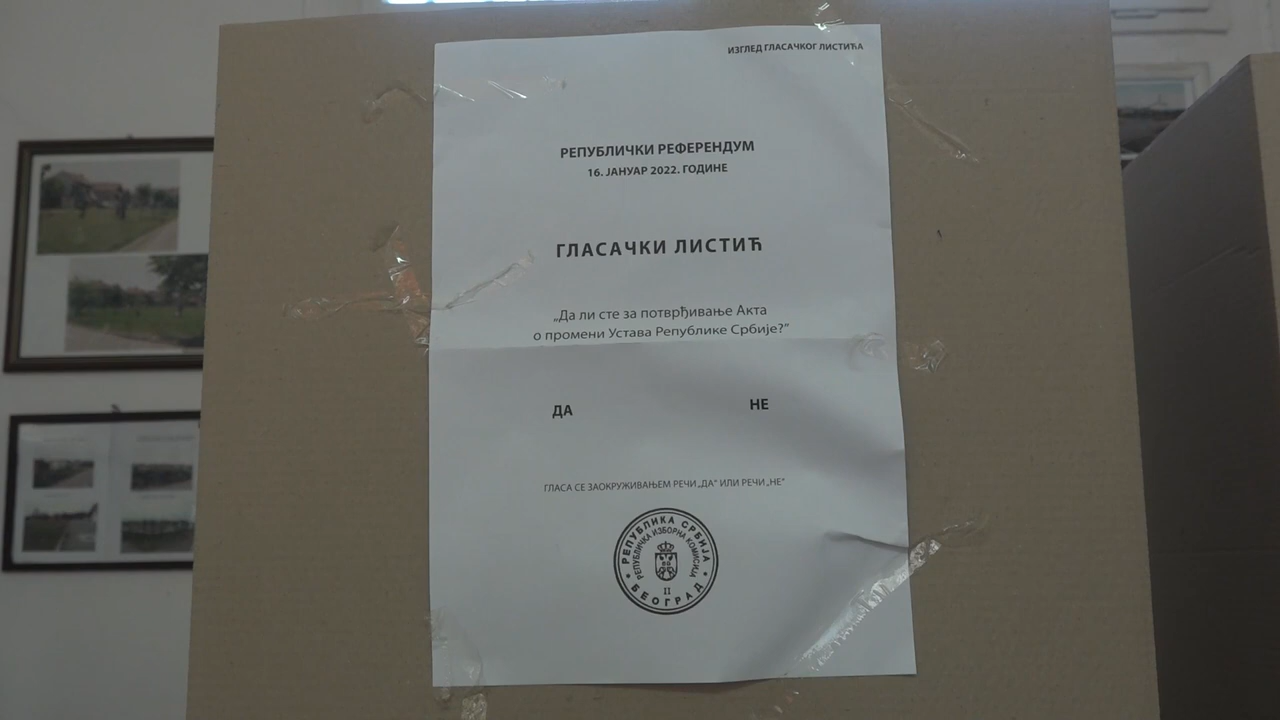 ИЗГЛЕД ГЛАСАЧКОГ ЛИСТИЋА
РЕПУБЛИЧКИ РЕФЕРЕНДУМ
16. ЈАНУАР 2022. ГОДИНЕ
ГЛАСАЧКИ ЛИСТИЋ
„Да ли сте за потврђивање Акта
о промени Устава Републике Србије?“
ДА НЕ
ГЛАСА СЕ ЗАОКРУЖИВАЊЕМ РЕЧИ „ДА“ ИЛИ РЕЧИ „НЕ“
РЕПУБЛИКА СРБИЈА
РЕПУБЛИЧКА ИЗБОРНА КОМИСИЈА
II
БЕОГРАД